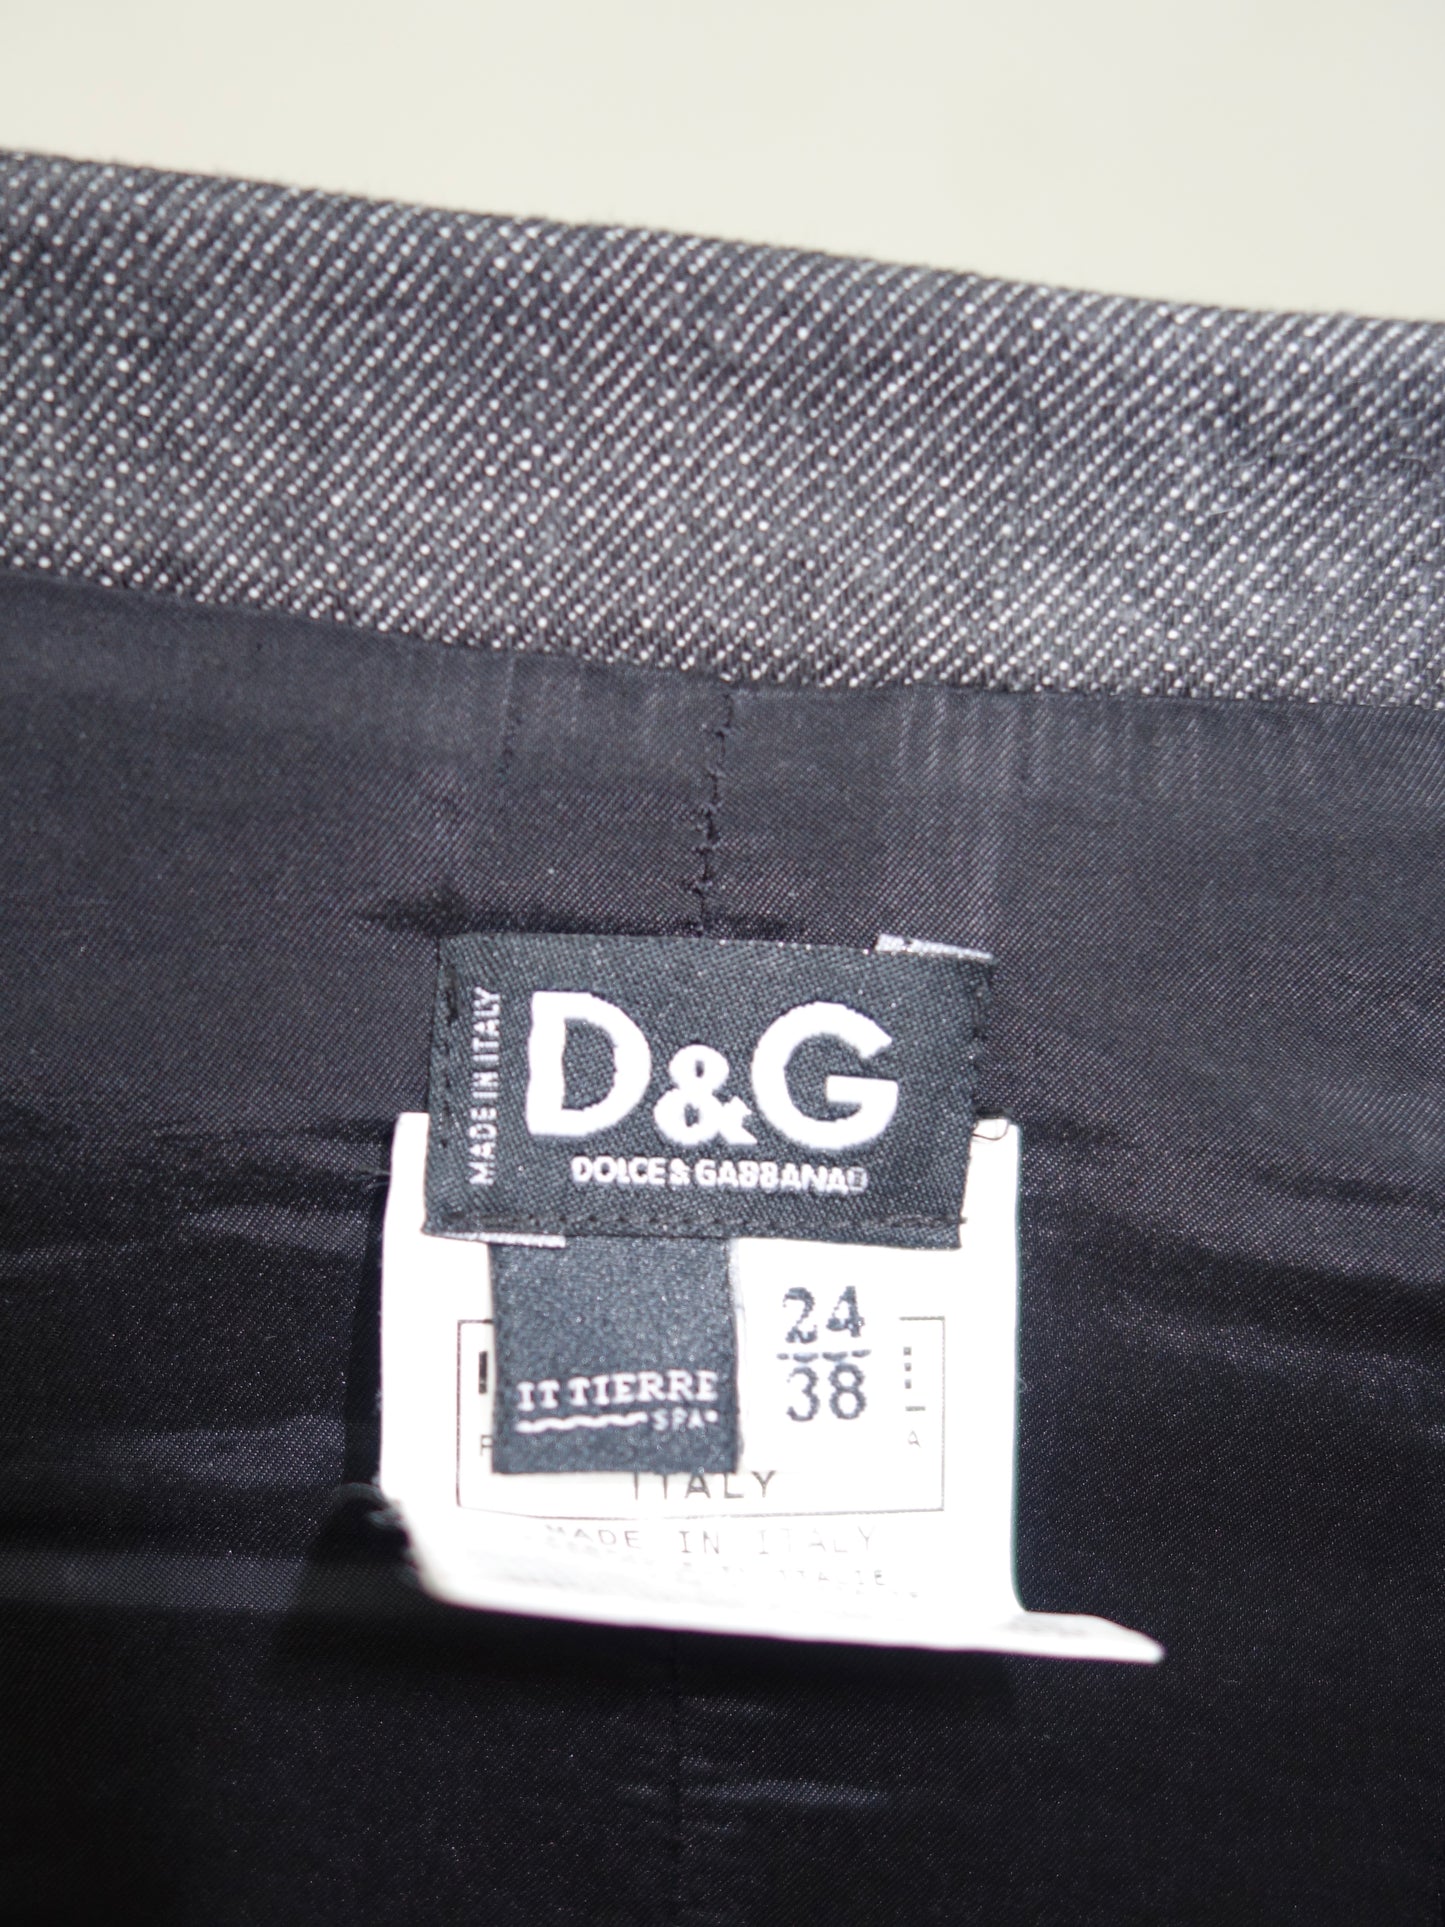 MADE IN ITALY
D&G
DOLCE & GABBANA®
24
38
IT TIERRE
SPA
A
ITALY
MADE IN ITALY